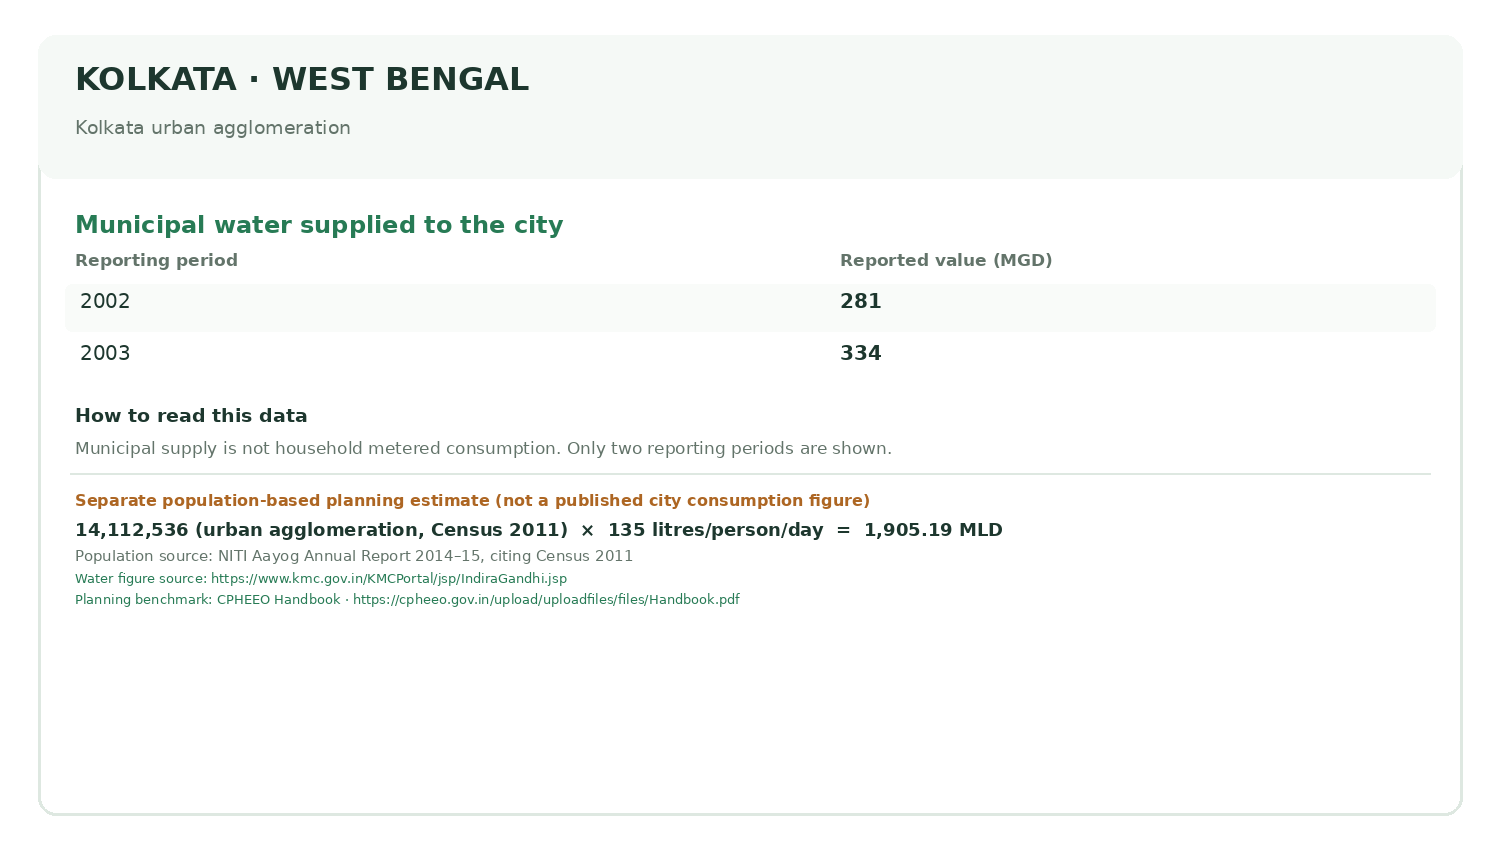 KOLKATA · WEST BENGAL
Kolkata urban agglomeration
Municipal water supplied to the city
Reporting period Reported value (MGD)
2002 281
2003 334
How to read this data
Municipal supply is not household metered consumption. Only two reporting periods are shown.
Separate population-based planning estimate (not a published city consumption figure)
14,112,536 (urban agglomeration, Census 2011) × 135 litres/person/day = 1,905.19 MLD
Population source: NITI Aayog Annual Report 2014–15, citing Census 2011
Water figure source: https://www.kmc.gov.in/KMCPortal/jsp/IndiraGandhi.jsp
Planning benchmark: CPHEEO Handbook · https://cpheeo.gov.in/upload/uploadfiles/files/Handbook.pdf